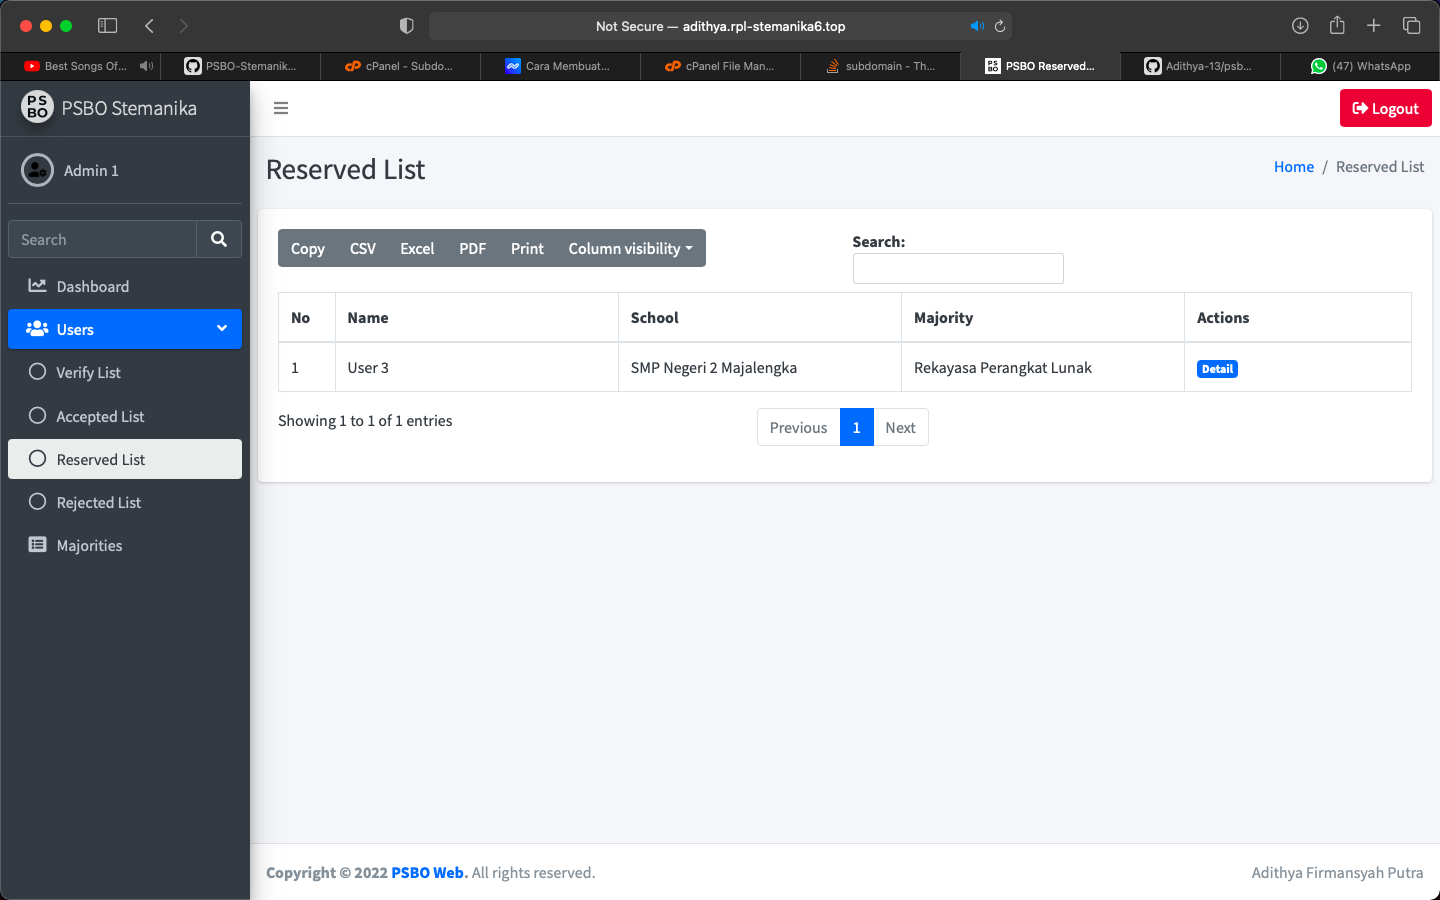 Not Secure — adithya.rpl-stemanika6.top
Best Songs Of...
PSBO-Stemanik...
cPanel - Subdo...
Cara Membuat...
cPanel File Man...
subdomain - Th...
PSBO Reserved...
Adithya-13/psb...
(47) WhatsApp
PS BO
PSBO Stemanika
Logout
Admin 1
Reserved List
Home / Reserved List
Search
Dashboard
Users
Verify List
Accepted List
Reserved List
Rejected List
Majorities
Copy CSV Excel PDF Print Column visibility
Search:
No Name School Majority Actions
1 User 3 SMP Negeri 2 Majalengka Rekayasa Perangkat Lunak Detail
Showing 1 to 1 of 1 entries
Previous 1 Next
Copyright © 2022 PSBO Web. All rights reserved.
Adithya Firmansyah Putra